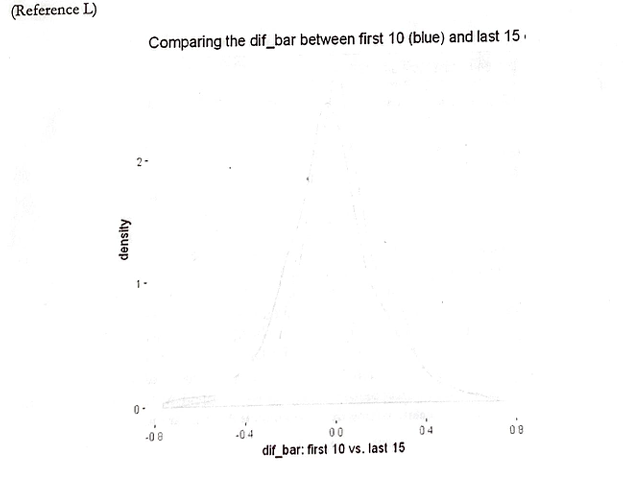 (Reference L)
Comparing the dif_bar between first 10 (blue) and last 15
2-
density
1-
0-
-0 8
-0 4
0 0
0 4
0 8
dif_bar: first 10 vs. last 15